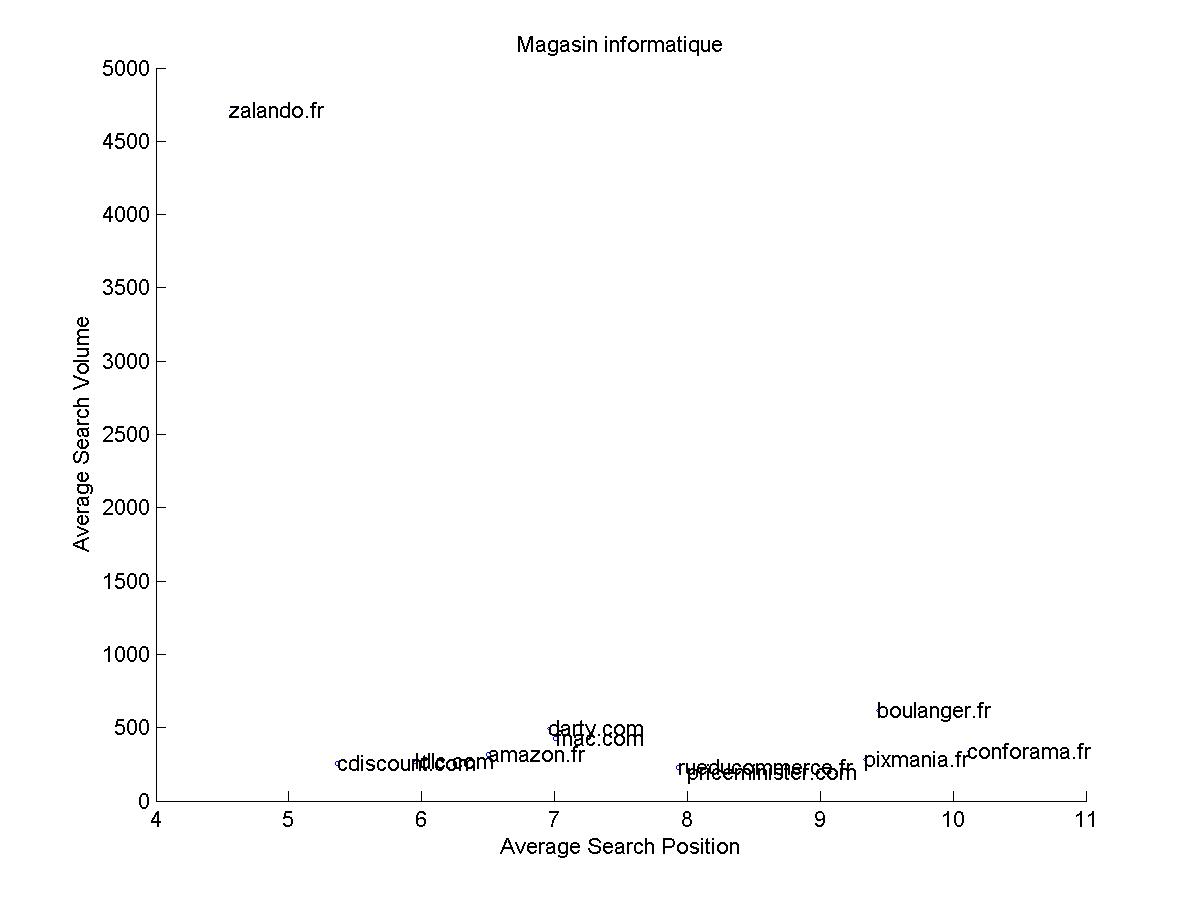 Magasin informatique
5000
4500
4000
3500
3000
2500
2000
1500
1000
500
0
Average Search Volume
zalando.fr
boulanger.fr
darty.com
fnac.com
conforama.fr
amazon.fr
pixmania.fr
ldlc.com
cdiscount.com
rueducommerce.fr
priceminister.com
4
5
6
7
8
9
10
11
Average Search Position